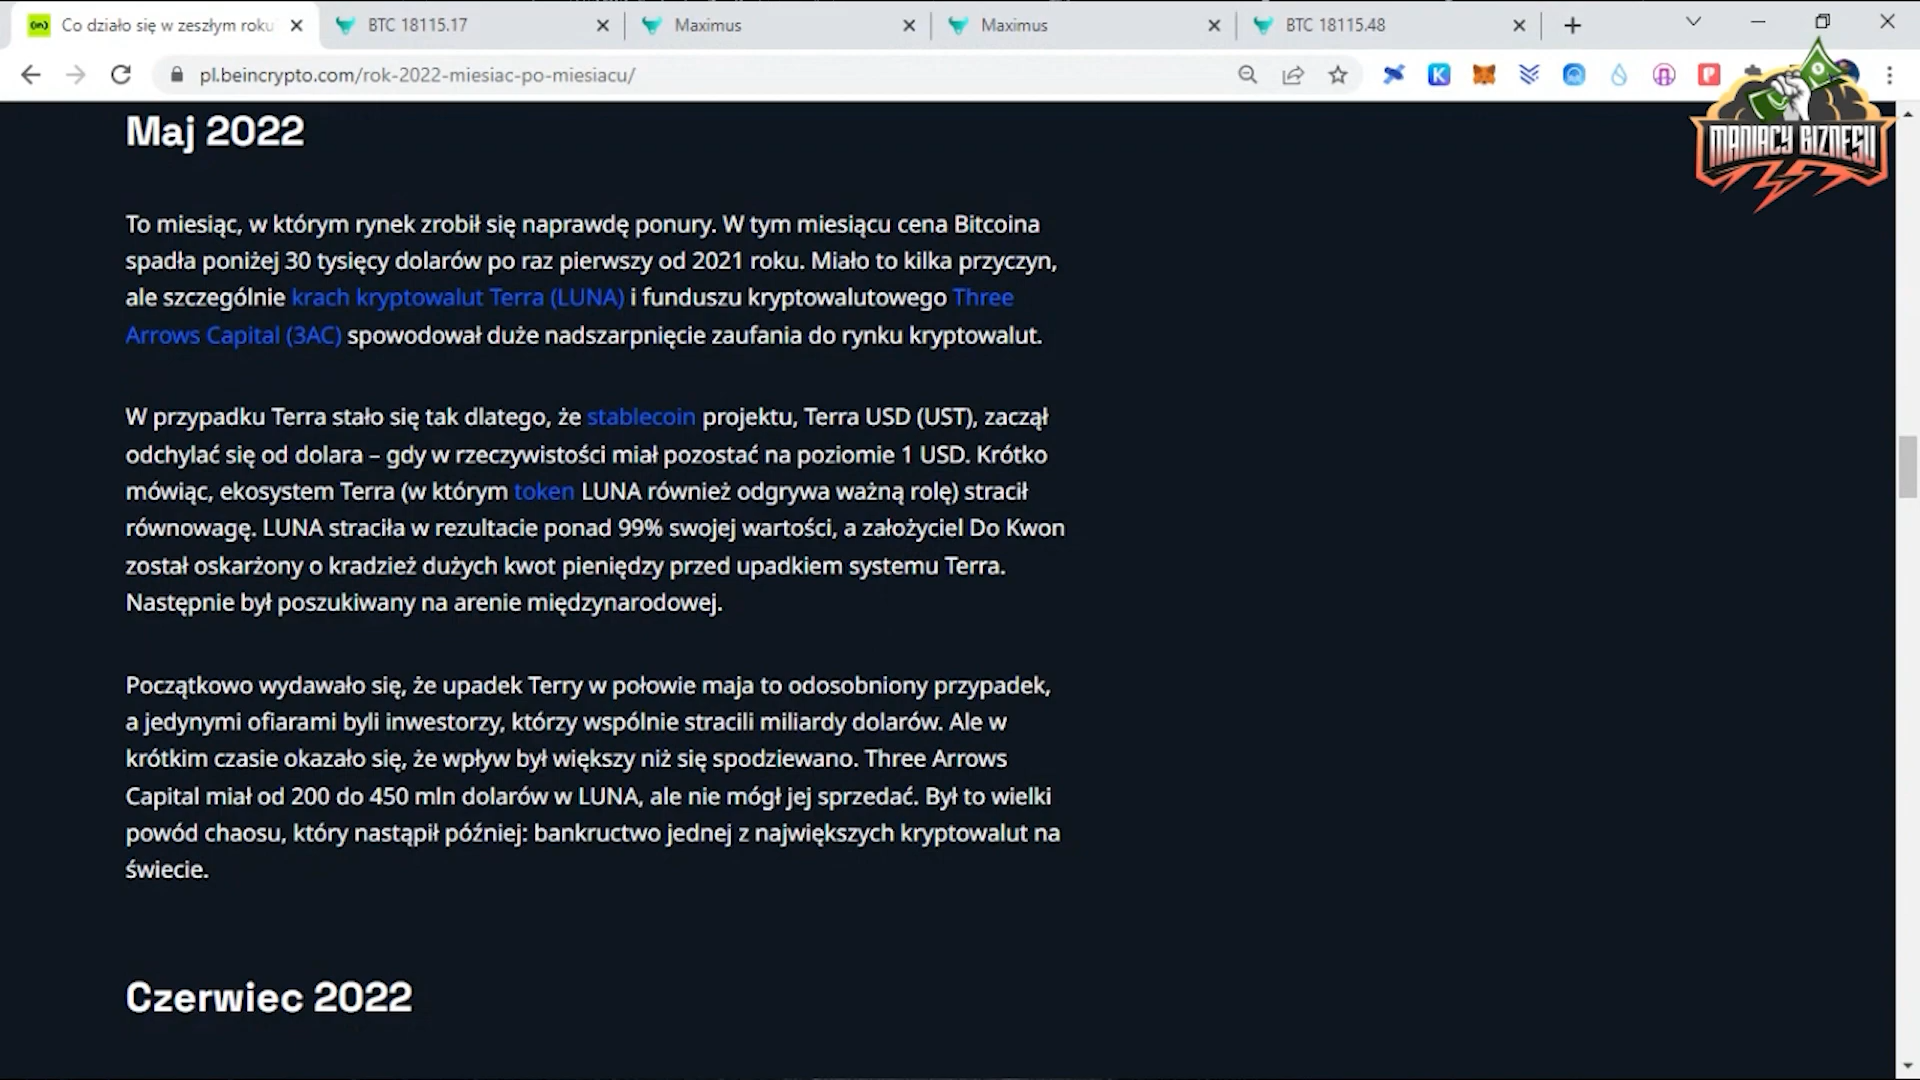 Co działo się w zeszłym roku
BTC 18115.17
Maximus
Maximus
BTC 18115.48
pl.beincrypto.com/rok-2022-miesiac-po-miesiacu/
MANIACY BIZNESU
Maj 2022
To miesiąc, w którym rynek zrobił się naprawdę ponury. W tym miesiącu cena Bitcoina
spadła poniżej 30 tysięcy dolarów po raz pierwszy od 2021 roku. Miało to kilka przyczyn,
ale szczególnie krach kryptowalut Terra (LUNA) i funduszu kryptowalutowego Three
Arrows Capital (3AC) spowodował duże nadszarpnięcie zaufania do rynku kryptowalut.
W przypadku Terra stało się tak dlatego, że stablecoin projektu, Terra USD (UST), zaczął
odchylać się od dolara – gdy w rzeczywistości miał pozostać na poziomie 1 USD. Krótko
mówiąc, ekosystem Terra (w którym token LUNA również odgrywa ważną rolę) stracił
równowagę. LUNA straciła w rezultacie ponad 99% swojej wartości, a założyciel Do Kwon
został oskarżony o kradzież dużych kwot pieniędzy przed upadkiem systemu Terra.
Następnie był poszukiwany na arenie międzynarodowej.
Początkowo wydawało się, że upadek Terry w połowie maja to odosobniony przypadek,
a jedynymi ofiarami byli inwestorzy, którzy wspólnie stracili miliardy dolarów. Ale w
krótkim czasie okazało się, że wpływ był większy niż się spodziewano. Three Arrows
Capital miał od 200 do 450 mln dolarów w LUNA, ale nie mógł jej sprzedać. Był to wielki
powód chaosu, który nastąpił później: bankructwo jednej z największych kryptowalut na
świecie.
Czerwiec 2022